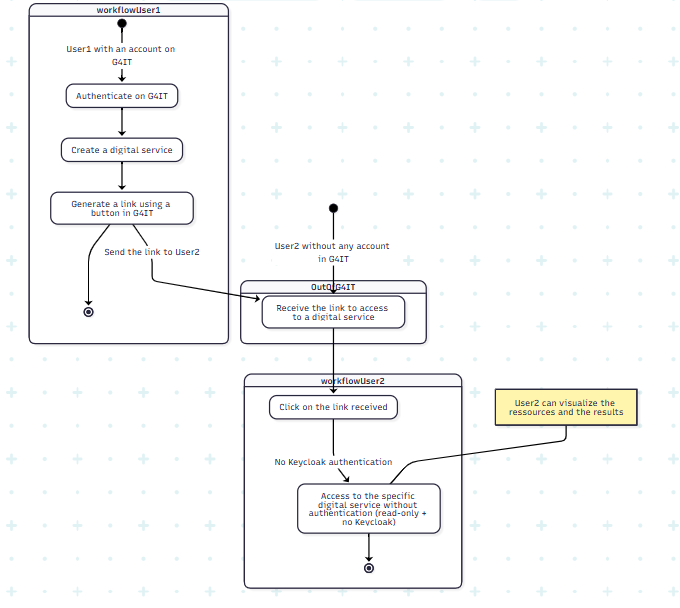 workflowUser1
User1 with an account on
G4IT
Authenticate on G4IT
Create a digital service
Generate a link using a
button in G4IT
Send the link to User2
User2 without any account
in G4IT
OutOfG4IT
Receive the link to access
to a digital service
workflowUser2
Click on the link received
No Keycloak authentication
Access to the specific
digital service without
authentication (read-only +
no Keycloak)
User2 can visualize the
ressources and the results